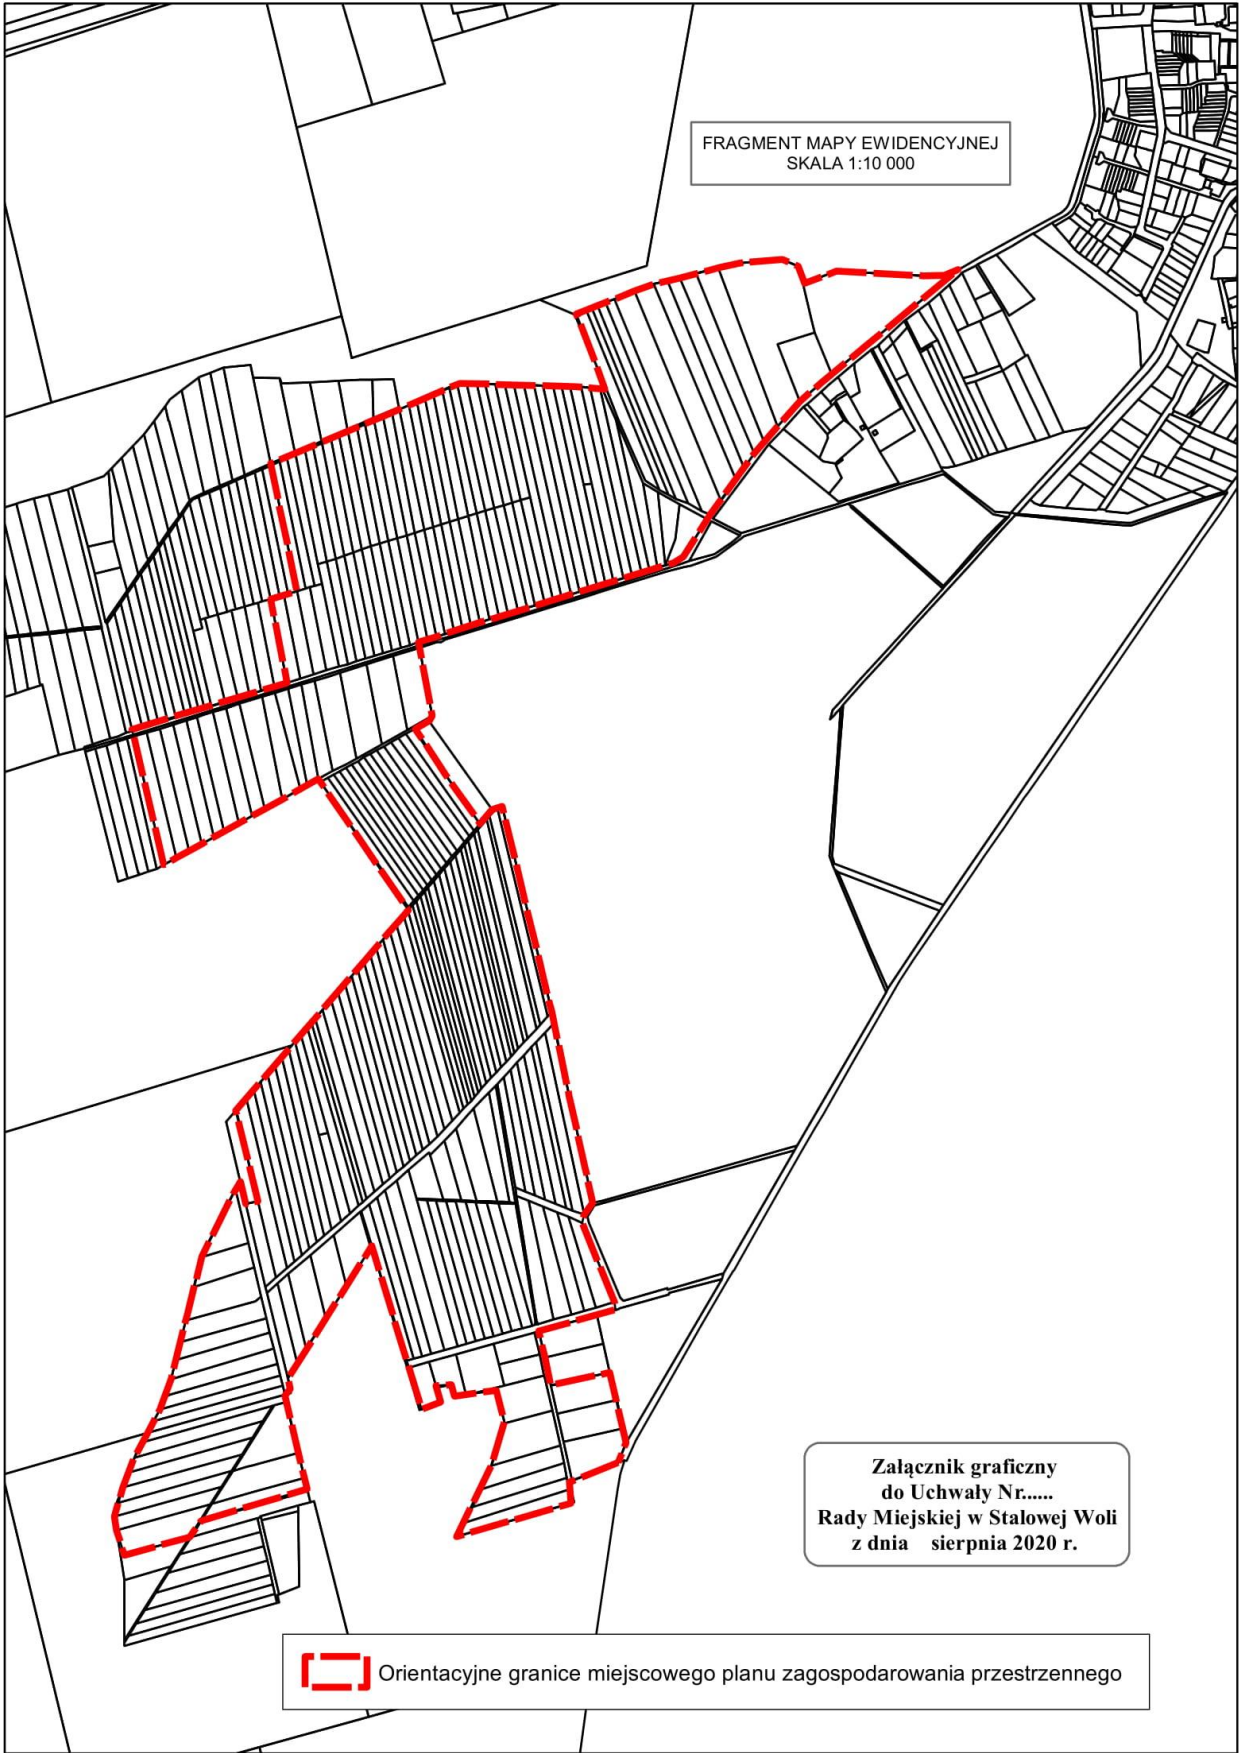 FRAGMENT MAPY EWIDENCYJNEJ
SKALA 1:10 000
Załącznik graficzny
do Uchwały Nr......
Rady Miejskiej w Stalowej Woli
z dnia sierpnia 2020 r.
Orientacyjne granice miejscowego planu zagospodarowania przestrzennego